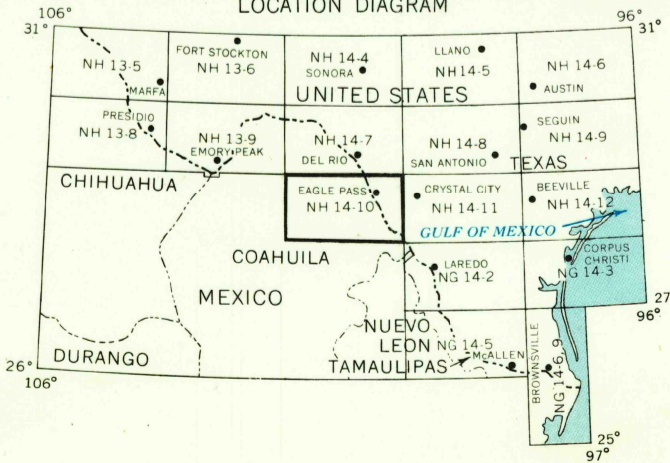 LOCATION DIAGRAM
106° 96°
31° 31°
NH 13-5
MARFA
FORT STOCKTON
NH 13-6
NH 14-4
SONORA
LLANO
NH14-5
NH 14-6
AUSTIN
UNITED STATES
PRESIDIO
NH 13-8
NH 13-9
EMORY PEAK
NH 14-7
DEL RIO
NH 14-8
SAN ANTONIO
SEGUIN
NH 14-9
TEXAS
CHIHUAHUA
EAGLE PASS
NH 14-10
CRYSTAL CITY
NH 14-11
BEEVILLE
NH 14-12
GULF OF MEXICO
COAHUILA
LAREDO
NG 14-2
CORPUS
CHRISTI
NG 14-3
MEXICO
27°
96°
NUEVO
LEON
NG 14-5
TAMAULIPAS
McALLEN
BROWNSVILLE
NG 14-6,9
DURANGO
26°
106°
25°
97°